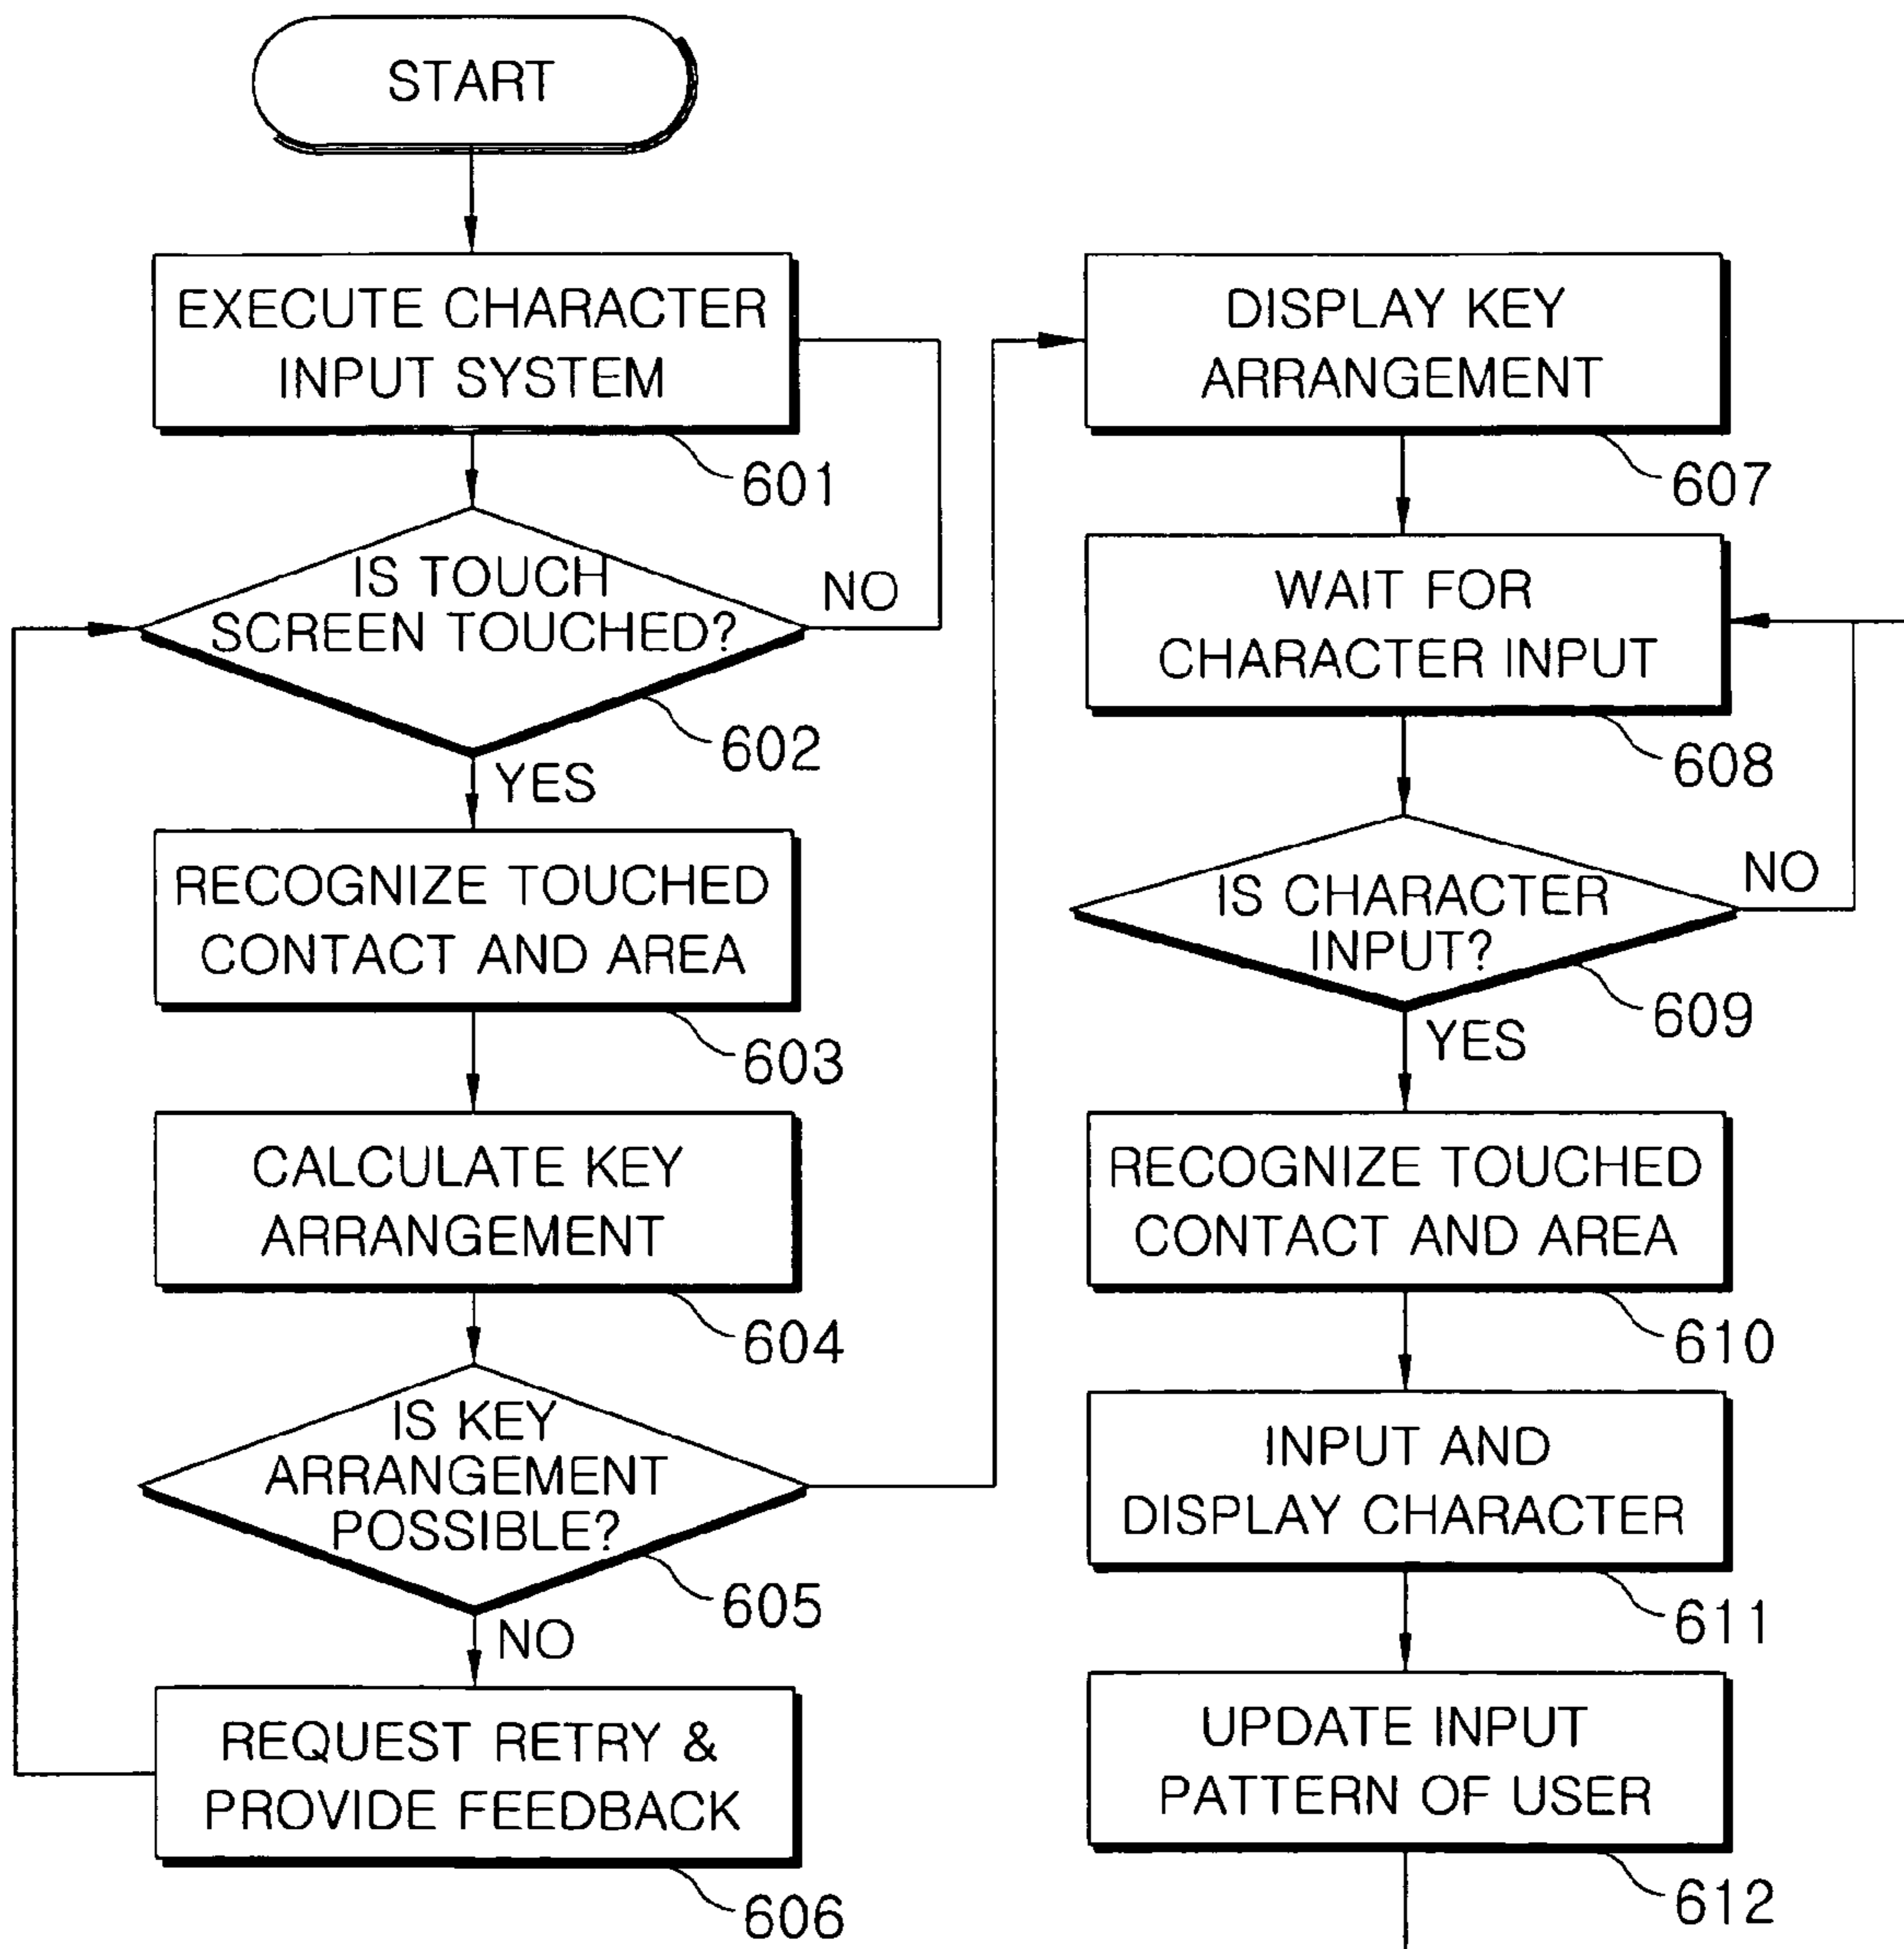 START
EXECUTE CHARACTER
INPUT SYSTEM
601
IS TOUCH
SCREEN TOUCHED?
NO
602
YES
RECOGNIZE TOUCHED
CONTACT AND AREA
603
CALCULATE KEY
ARRANGEMENT
604
IS KEY
ARRANGEMENT
POSSIBLE?
605
NO
REQUEST RETRY &
PROVIDE FEEDBACK
606
DISPLAY KEY
ARRANGEMENT
607
WAIT FOR
CHARACTER INPUT
608
IS CHARACTER
INPUT?
NO
609
YES
RECOGNIZE TOUCHED
CONTACT AND AREA
610
INPUT AND
DISPLAY CHARACTER
611
UPDATE INPUT
PATTERN OF USER
612